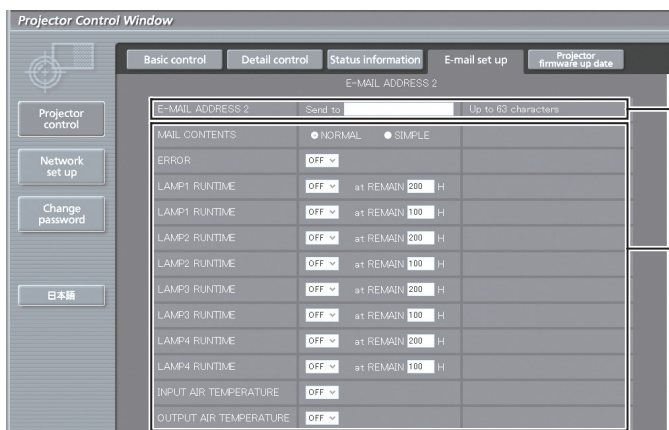 Projector Control Window
Basic control Detail control Status information E-mail set up Projector firmware up date
E-MAIL ADDRESS 2
E-MAIL ADDRESS 2 Send to Up to 63 characters
Projector control
MAIL CONTENTS NORMAL SIMPLE
ERROR OFF
Network set up
LAMP1 RUNTIME OFF at REMAIN 200 H
LAMP1 RUNTIME OFF at REMAIN 100 H
Change password
LAMP2 RUNTIME OFF at REMAIN 200 H
LAMP2 RUNTIME OFF at REMAIN 100 H
日本語
LAMP3 RUNTIME OFF at REMAIN 200 H
LAMP3 RUNTIME OFF at REMAIN 100 H
LAMP4 RUNTIME OFF at REMAIN 200 H
LAMP4 RUNTIME OFF at REMAIN 100 H
INPUT AIR TEMPERATURE OFF
OUTPUT AIR TEMPERATURE OFF